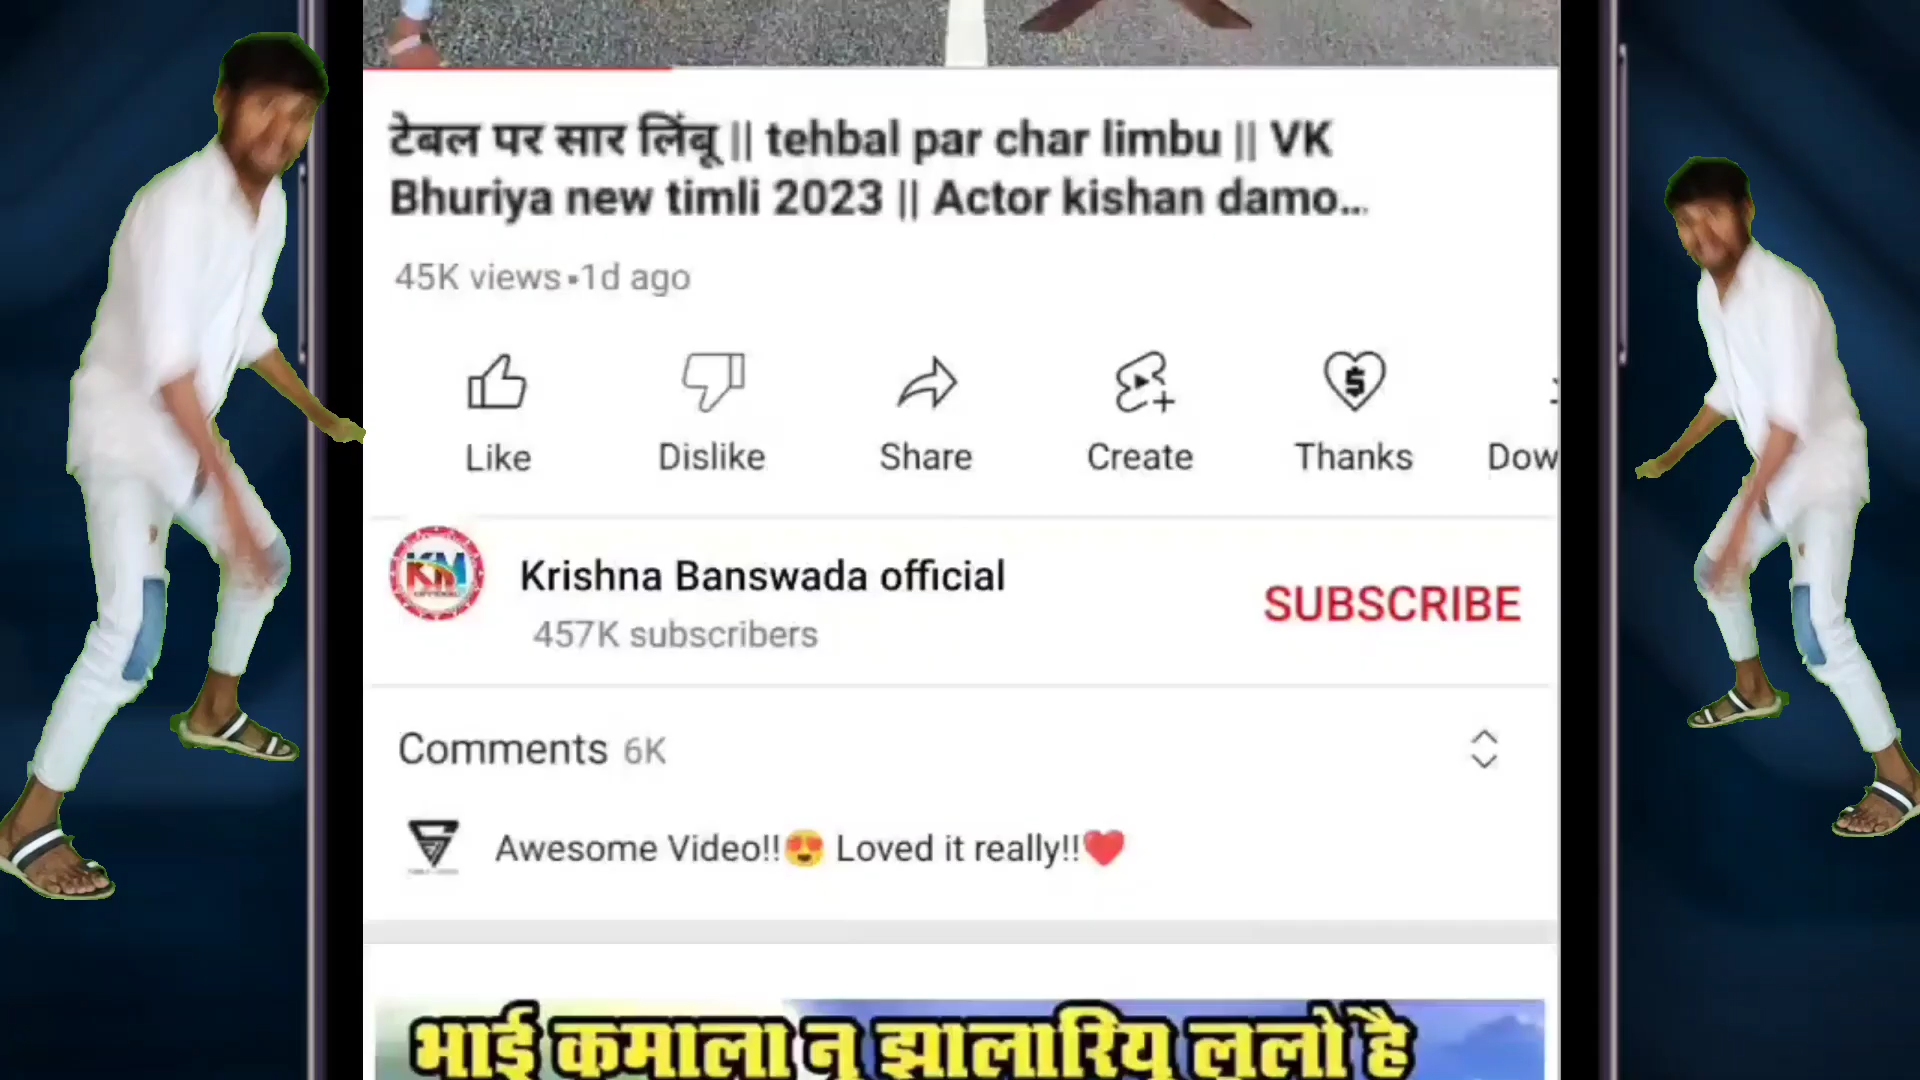 टेबल पर सार लिंबू || tehbal par char limbu || VK
Bhuriya new timli 2023 || Actor kishan damo...
45K views • 1d ago
Like
Dislike
Share
Create
Thanks
Dow
KM
Krishna Banswada official
457K subscribers
SUBSCRIBE
Comments 6K
Awesome Video!!😍 Loved it really!!❤️
भाई कमाला नु झालारियु लुलो है